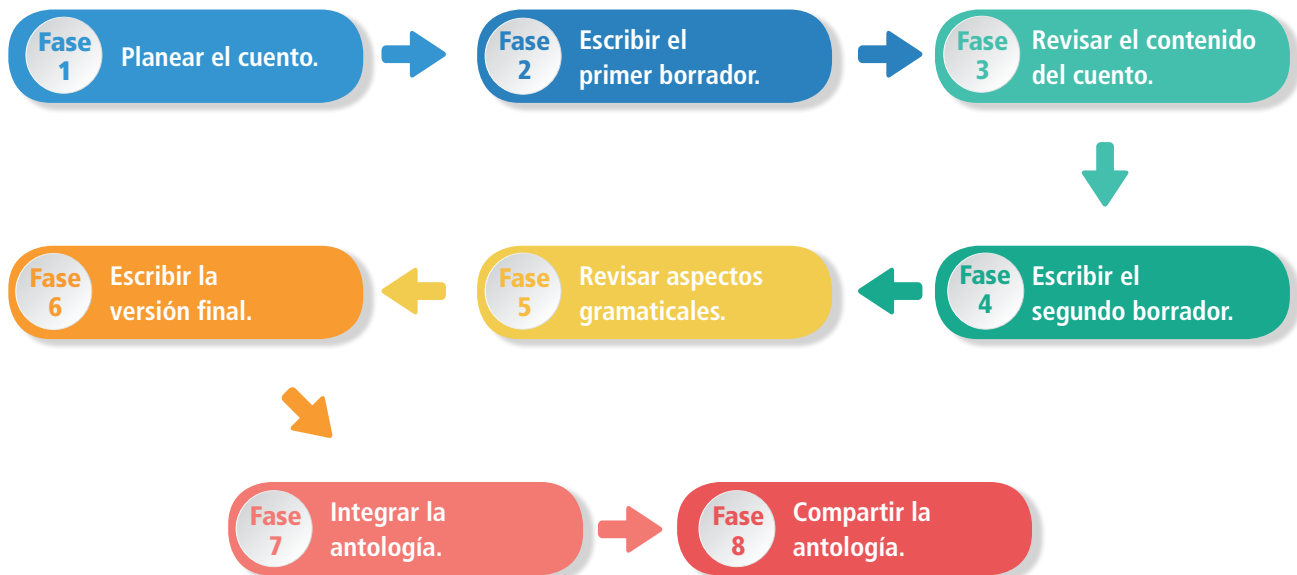 Fase
1
Planear el cuento.
Fase
2
Escribir el
primer borrador.
Fase
3
Revisar el contenido
del cuento.
Fase
4
Escribir el
segundo borrador.
Fase
5
Revisar aspectos
gramaticales.
Fase
6
Escribir la
versión final.
Fase
7
Integrar la
antología.
Fase
8
Compartir la
antología.